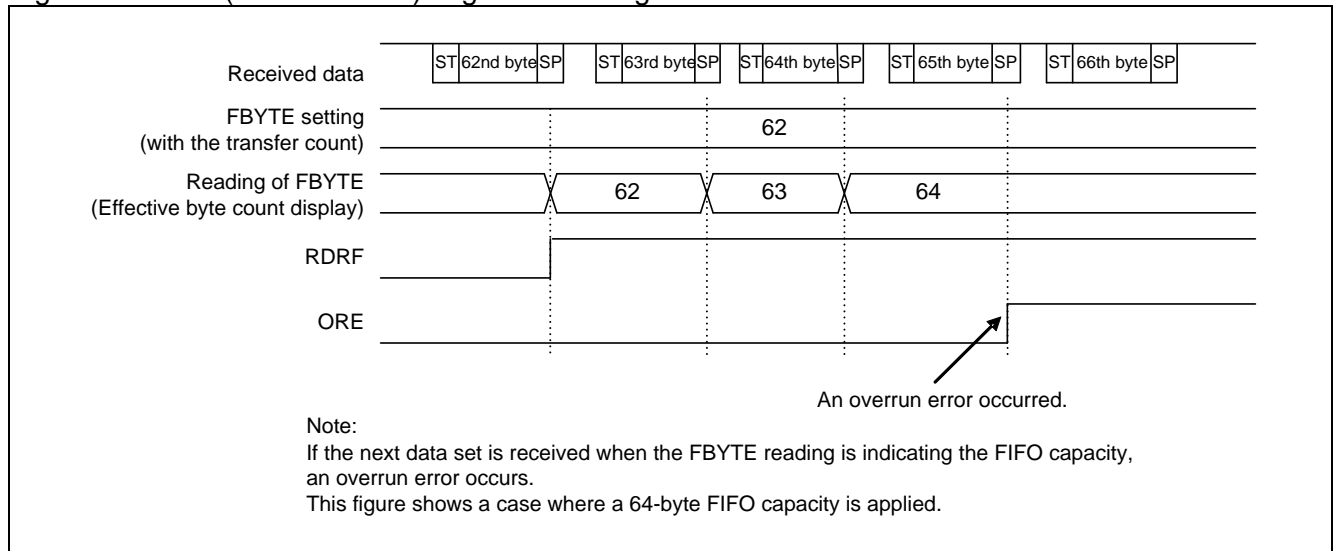 Received data
ST 62nd byte SP ST 63rd byte SP ST 64th byte SP ST 65th byte SP ST 66th byte SP
FBYTE setting
(with the transfer count)
62
Reading of FBYTE
(Effective byte count display)
62 63 64
RDRF
ORE
An overrun error occurred.
Note:
If the next data set is received when the FBYTE reading is indicating the FIFO capacity,
an overrun error occurs.
This figure shows a case where a 64-byte FIFO capacity is applied.